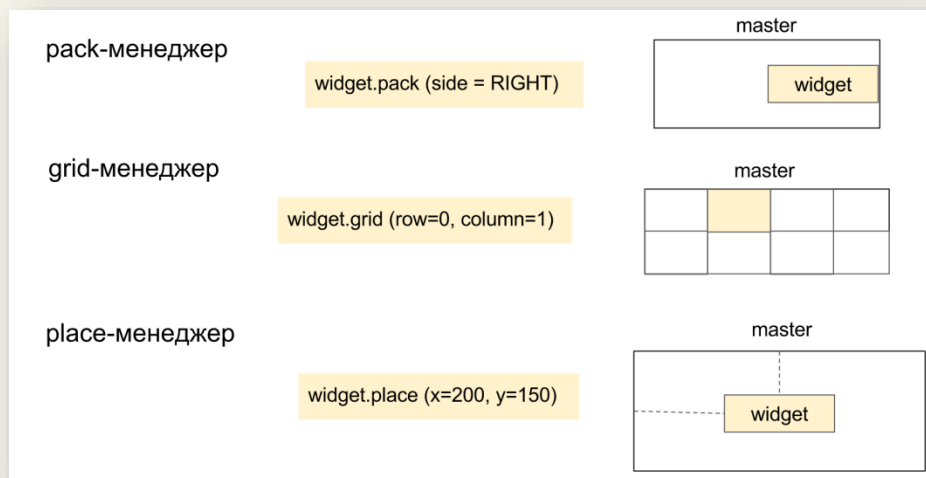 pack-менеджер
widget.pack (side = RIGHT)
master
widget
grid-менеджер
widget.grid (row=0, column=1)
master
place-менеджер
widget.place (x=200, y=150)
master
widget